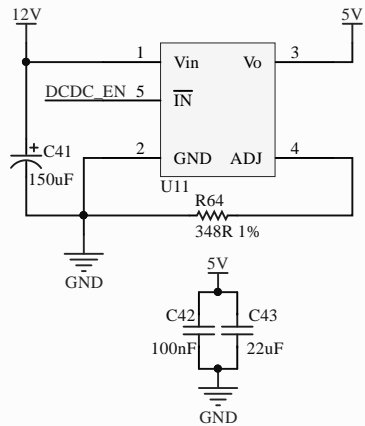 12V
5V
1
Vin
Vo
3
DCDC_EN
5
IN
C41
150uF
2
GND
ADJ
4
U11
R64
348R 1%
GND
5V
C42
C43
100nF
22uF
GND